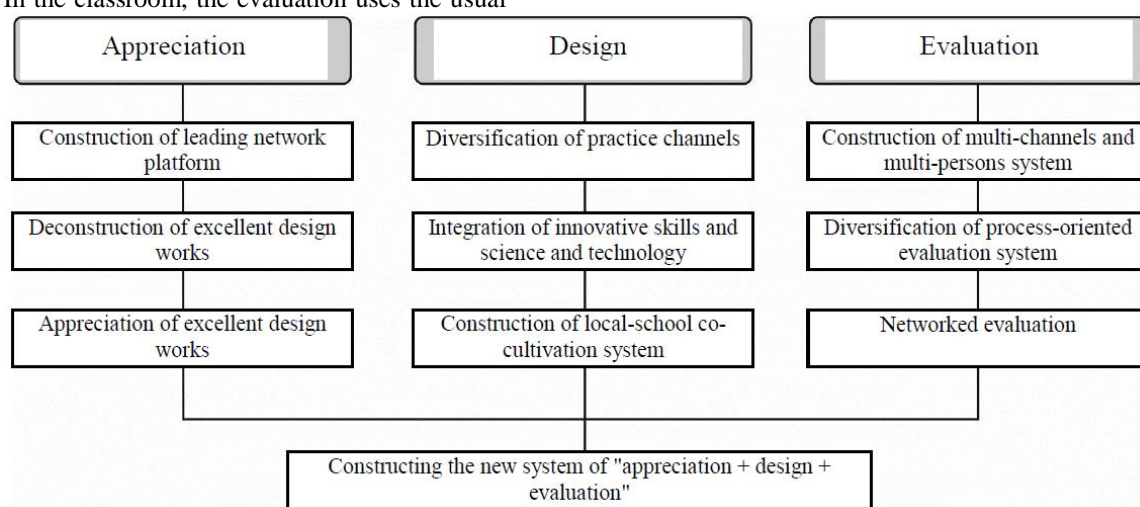 In the classroom, the evaluation uses the usual
Appreciation
Design
Evaluation
Construction of leading network
platform
Diversification of practice channels
Construction of multi-channels and
multi-persons system
Deconstruction of excellent design
works
Integration of innovative skills and
science and technology
Diversification of process-oriented
evaluation system
Appreciation of excellent design
works
Construction of local-school co-
cultivation system
Networked evaluation
Constructing the new system of "appreciation + design +
evaluation"